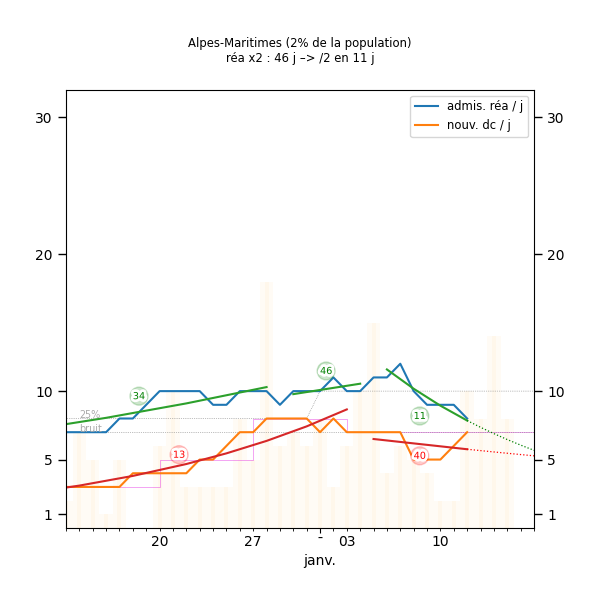 Alpes-Maritimes (2% de la population)
réa x2 : 46 j –> /2 en 11 j
admis. réa / j
nouv. dc / j
30 30
20 20
10 10
5 5
1 1
25%
bruit
34
46
11
13
40
20 27 - 03 10
janv.